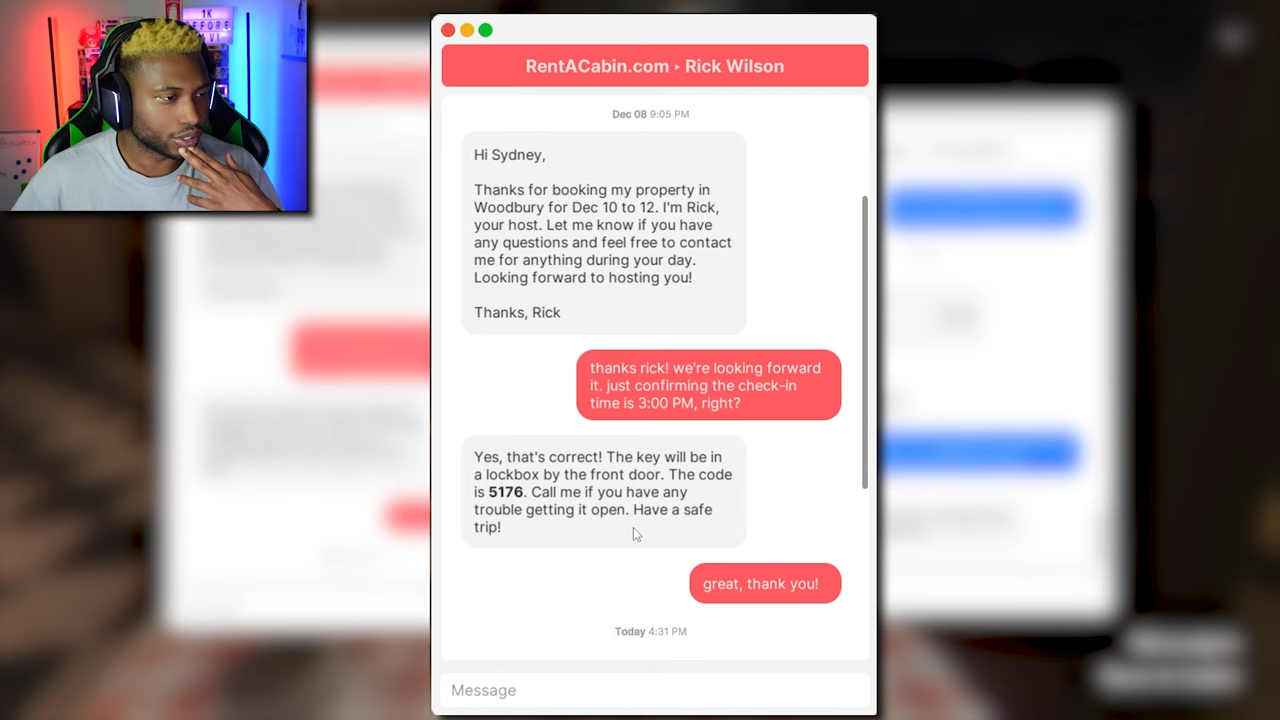 1K
RentACabin.com ▸ Rick Wilson
Dec 08 9:05 PM
Hi Sydney,
Thanks for booking my property in
Woodbury for Dec 10 to 12. I'm Rick,
your host. Let me know if you have
any questions and feel free to contact
me for anything during your day.
Looking forward to hosting you!
Thanks, Rick
thanks rick! we're looking forward
it. just confirming the check-in
time is 3:00 PM, right?
Yes, that's correct! The key will be in
a lockbox by the front door. The code
is 5176. Call me if you have any
trouble getting it open. Have a safe
trip!
great, thank you!
Today 4:31 PM
Message